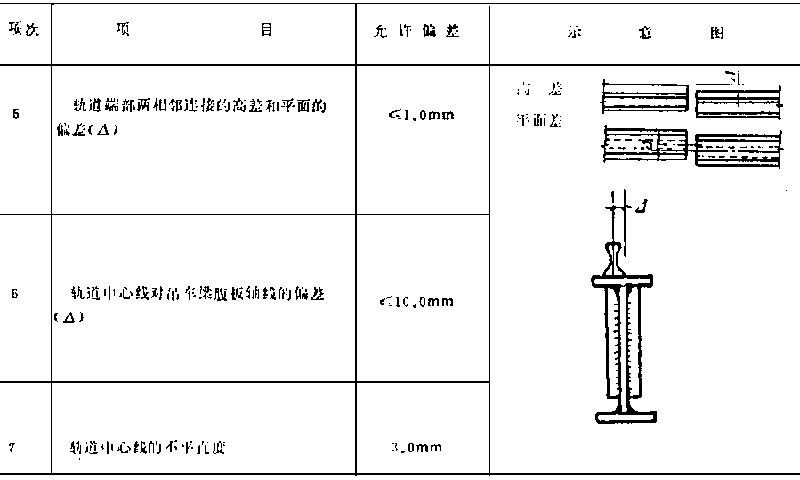 项次 项 目 允许偏差 示 意 图
5 轨道端部两相邻连接的高差和平面的
偏差(Δ) ≤1.0mm
高 差
平面差
Δ
Δ
6 轨道中心线对吊车梁腹板轴线的偏差
(Δ) ≤10.0mm
7 轨道中心线的不平直度 3.0mm